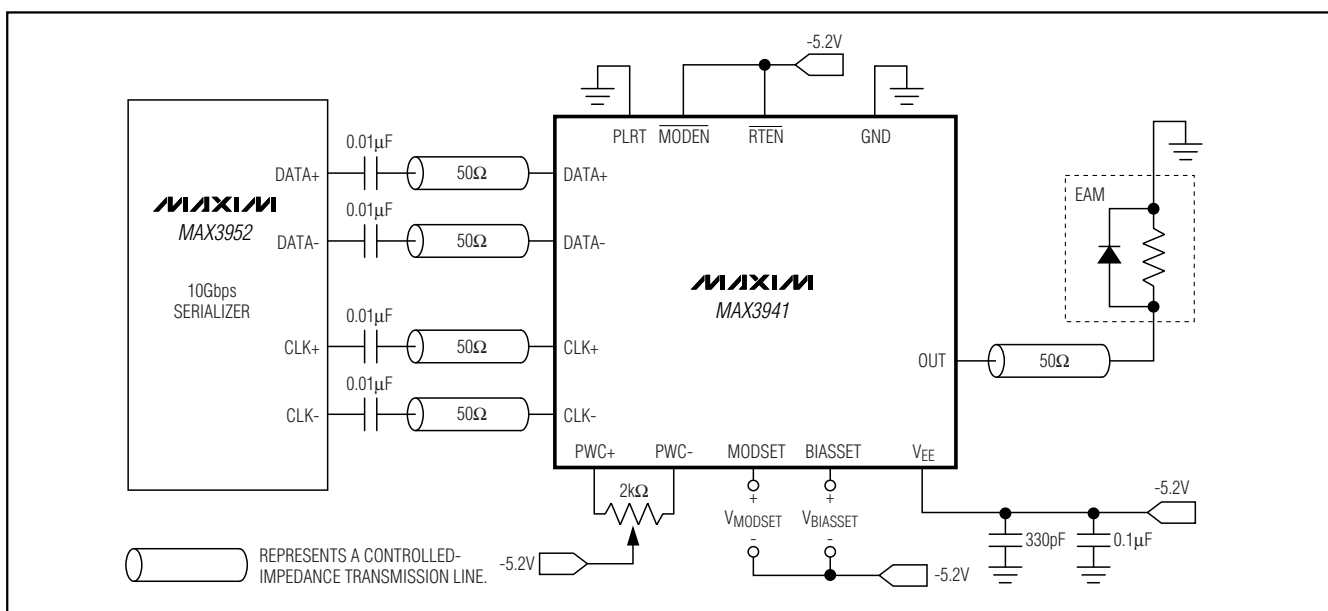 -5.2V
PLRT
MODEN
RTEN
GND
0.01µF
DATA+
50Ω
DATA+
EAM
MAXIM
MAX3952
0.01µF
DATA-
50Ω
DATA-
MAXIM
MAX3941
10Gbps
SERIALIZER
0.01µF
CLK+
50Ω
CLK+
OUT
50Ω
0.01µF
CLK-
50Ω
CLK-
PWC+
PWC-
MODSET
BIASSET
VEE
2kΩ
+
+
-5.2V
VMODSET
VBIASSET
330pF
0.1µF
-
-
REPRESENTS A CONTROLLED-
IMPEDANCE TRANSMISSION LINE.
-5.2V
-5.2V